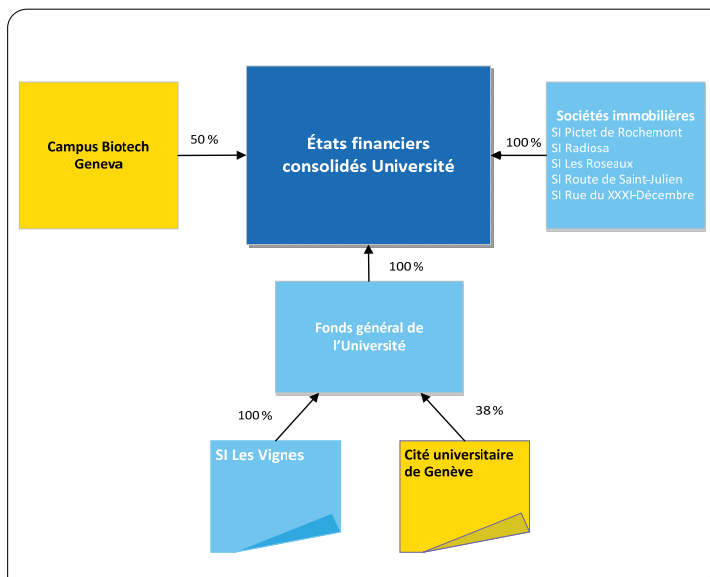 Campus Biotech
Geneva
50 %
États financiers
consolidés Université
100 %
Sociétés immobilières
SI Pictet de Rochemont
SI Radiosa
SI Les Roseaux
SI Route de Saint-Julien
SI Rue du XXXI-Décembre
100 %
Fonds général de
l'Université
100 %
38 %
SI Les Vignes
Cité universitaire
de Genève